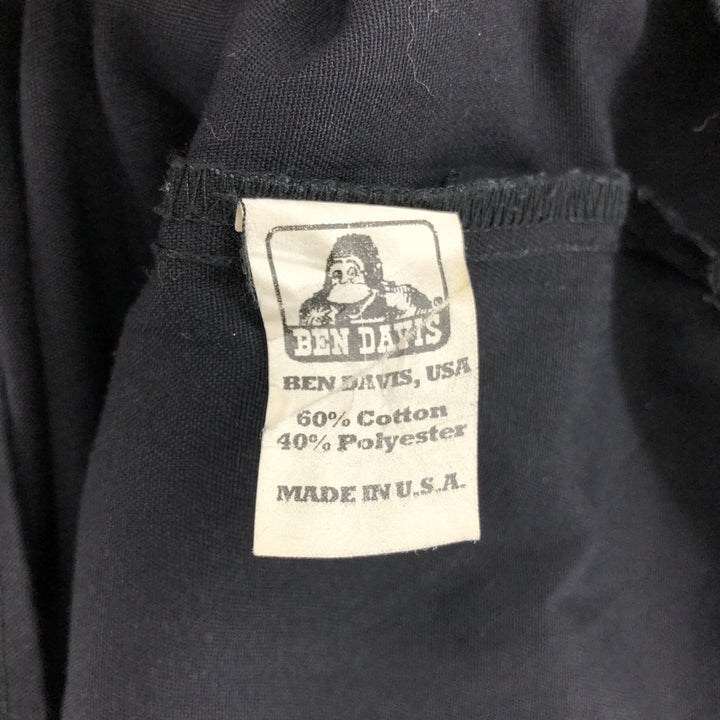 BEN DAVIS
®
BEN DAVIS, USA
60% Cotton
40% Polyester
MADE IN U.S.A.